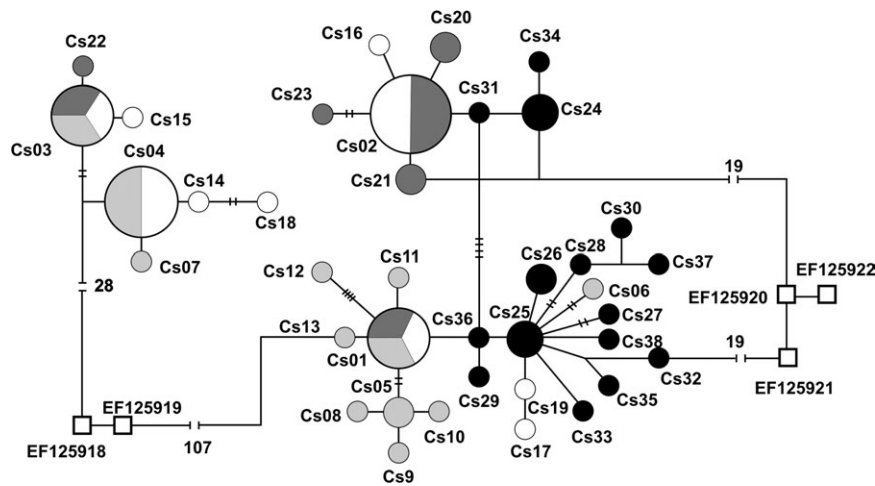 Cs22
Cs15
Cs03
Cs04
Cs14
Cs18
Cs07
28
Cs16
Cs20
Cs34
Cs31
Cs24
Cs23
Cs02
Cs21
19
Cs30
Cs12
Cs11
Cs26
Cs28
Cs37
EF125922
Cs06
EF125920
Cs25
Cs27
Cs13
Cs36
Cs38
19
Cs01
Cs32
EF125921
Cs05
Cs29
Cs19
Cs35
EF125919
Cs08
Cs10
Cs33
EF125918
107
Cs9
Cs17